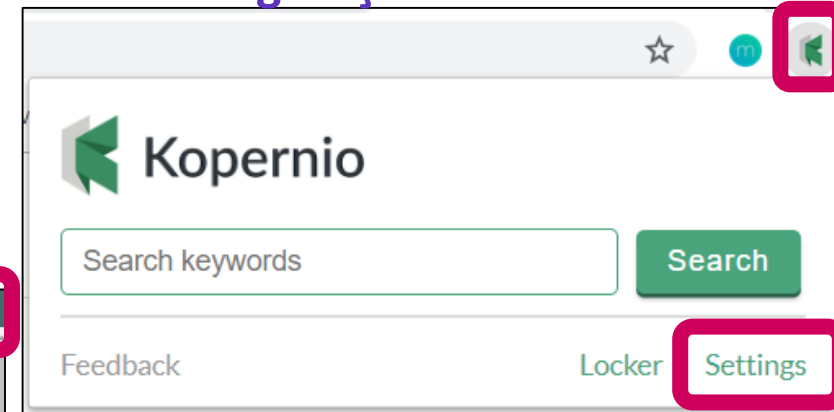 m
Kopernio
Search keywords
Search
Feedback
Locker
Settings